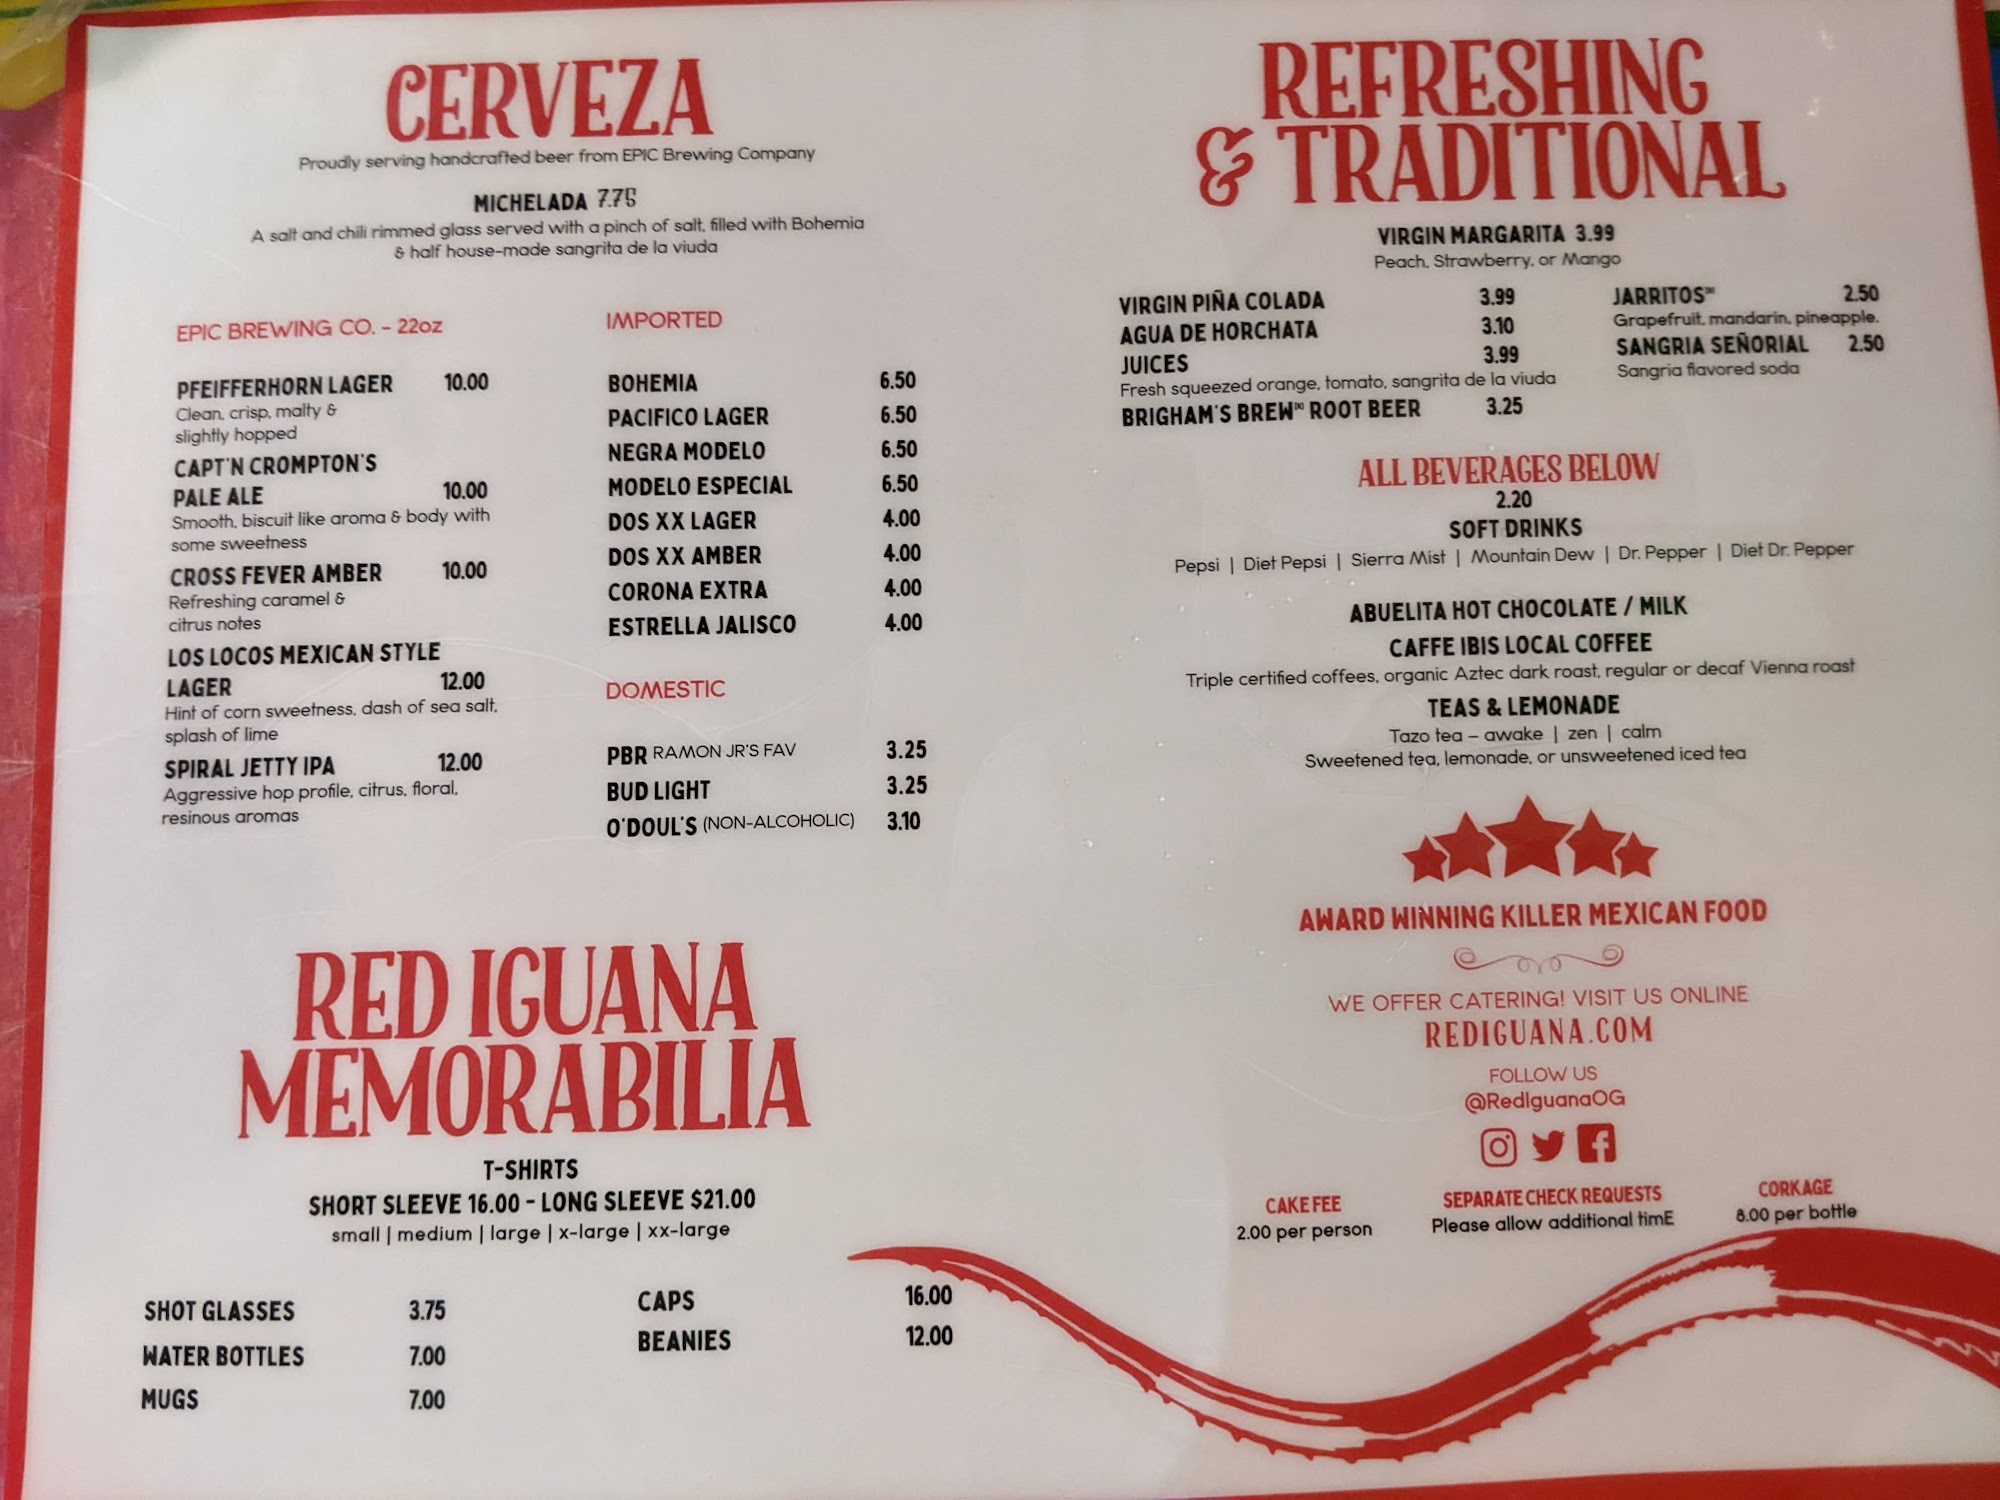 CERVEZA
Proudly serving handcrafted beer from EPIC Brewing Company
MICHELADA 7.75
A salt and chili rimmed glass served with a pinch of salt, filled with Bohemia
& half house-made sangrita de la viuda
EPIC BREWING CO. - 22oz
PFEIFFERHORN LAGER 10.00
Clean, crisp, malty &
slightly hopped
CAPT'N CROMPTON'S
PALE ALE 10.00
Smooth, biscuit like aroma & body with
some sweetness
CROSS FEVER AMBER 10.00
Refreshing caramel &
citrus notes
LOS LOCOS MEXICAN STYLE
LAGER 12.00
Hint of corn sweetness, dash of sea salt,
splash of lime
SPIRAL JETTY IPA 12.00
Aggressive hop profile, citrus, floral,
resinous aromas
IMPORTED
BOHEMIA 6.50
PACIFICO LAGER 6.50
NEGRA MODELO 6.50
MODELO ESPECIAL 6.50
DOS XX LAGER 4.00
DOS XX AMBER 4.00
CORONA EXTRA 4.00
ESTRELLA JALISCO 4.00
DOMESTIC
PBR RAMON JR'S FAV 3.25
BUD LIGHT 3.25
O'DOUL'S (NON-ALCOHOLIC) 3.10
RED IGUANA
MEMORABILIA
T-SHIRTS
SHORT SLEEVE 16.00 - LONG SLEEVE $21.00
small | medium | large | x-large | xx-large
SHOT GLASSES 3.75
WATER BOTTLES 7.00
MUGS 7.00
CAPS 16.00
BEANIES 12.00
REFRESHING
& TRADITIONAL
VIRGIN MARGARITA 3.99
Peach, Strawberry, or Mango
VIRGIN PIÑA COLADA 3.99
AGUA DE HORCHATA 3.10
JUICES 3.99
Fresh squeezed orange, tomato, sangrita de la viuda
BRIGHAM'S BREW™ ROOT BEER 3.25
JARRITOS™ 2.50
Grapefruit, mandarin, pineapple.
SANGRIA SEÑORIAL 2.50
Sangria flavored soda
ALL BEVERAGES BELOW
2.20
SOFT DRINKS
Pepsi | Diet Pepsi | Sierra Mist | Mountain Dew | Dr. Pepper | Diet Dr. Pepper
ABUELITA HOT CHOCOLATE / MILK
CAFFE IBIS LOCAL COFFEE
Triple certified coffees, organic Aztec dark roast, regular or decaf Vienna roast
TEAS & LEMONADE
Tazo tea – awake | zen | calm
Sweetened tea, lemonade, or unsweetened iced tea
AWARD WINNING KILLER MEXICAN FOOD
WE OFFER CATERING! VISIT US ONLINE
REDIGUANA.COM
FOLLOW US
@RedIguanaOG
CAKE FEE
2.00 per person
SEPARATE CHECK REQUESTS
Please allow additional timE
CORKAGE
8.00 per bottle